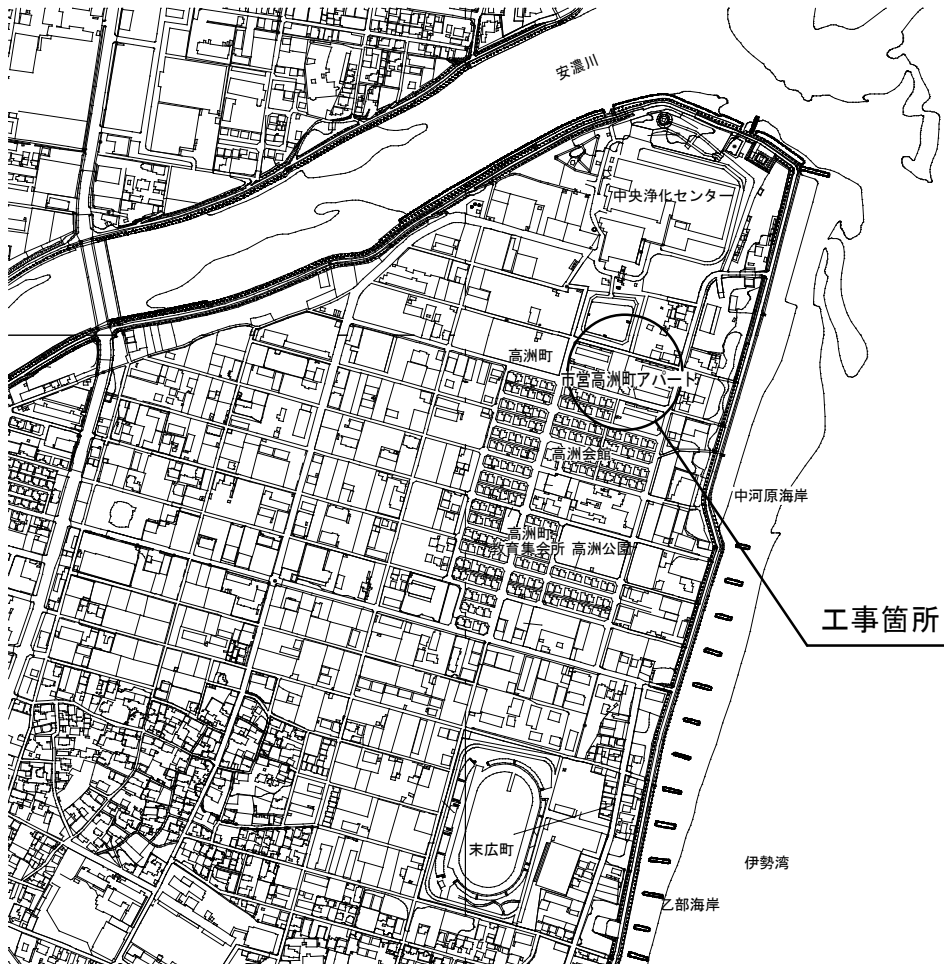 安濃川
中央浄化センター
高洲町
市営高洲町アパート
高洲会館
中河原海岸
高洲町
教育集会所 高洲公園
工事箇所
末広町
伊勢湾
乙部海岸